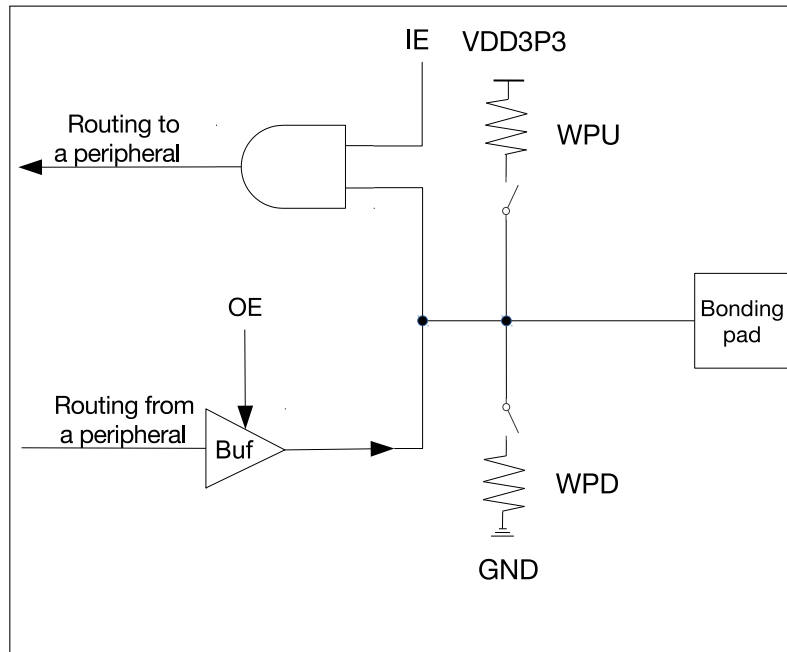 IE
VDD3P3
Routing to
a peripheral
WPU
Bonding
pad
OE
Routing from
a peripheral
Buf
WPD
GND